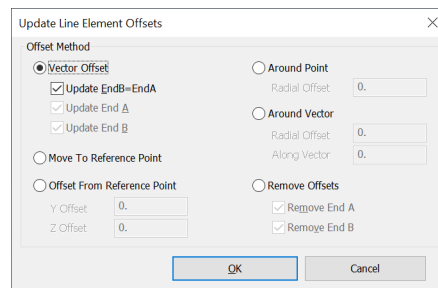 Update Line Element Offsets
Offset Method
Vector Offset
Update EndB=EndA
Update End A
Update End B
Move To Reference Point
Offset From Reference Point
Y Offset 0.
Z Offset 0.
Around Point
Radial Offset 0.
Around Vector
Radial Offset 0.
Along Vector 0.
Remove Offsets
Remove End A
Remove End B
OK
Cancel